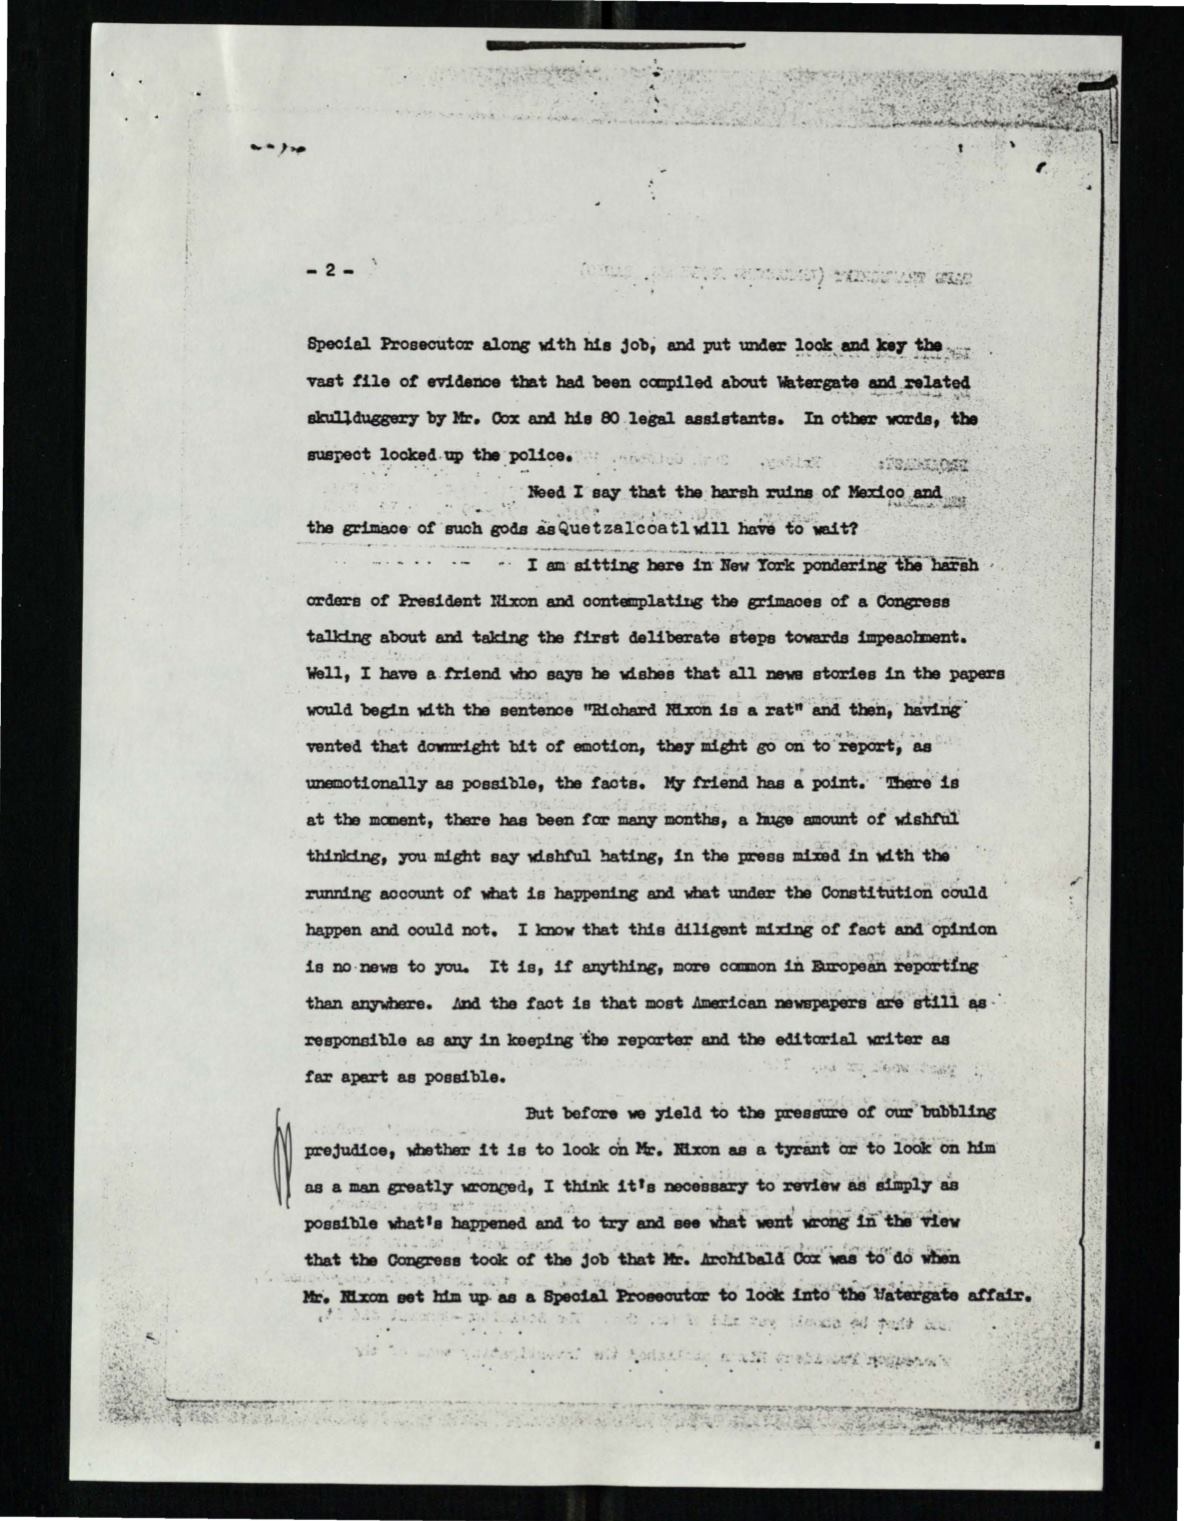 - 2 -
Special Prosecutor along with his job, and put under lock and key the
vast file of evidence that had been compiled about Watergate and related
skullduggery by Mr. Cox and his 80 legal assistants. In other words, the
suspect locked up the police.
Need I say that the harsh ruins of Mexico and
the grimace of such gods as Quetzalcoatl will have to wait?
I am sitting here in New York pondering the harsh
orders of President Nixon and contemplating the grimaces of a Congress
talking about and taking the first deliberate steps towards impeachment.
Well, I have a friend who says he wishes that all news stories in the papers
would begin with the sentence "Richard Nixon is a rat" and then, having
vented that downright bit of emotion, they might go on to report, as
unemotionally as possible, the facts. My friend has a point. There is
at the moment, there has been for many months, a huge amount of wishful
thinking, you might say wishful hating, in the press mixed in with the
running account of what is happening and what under the Constitution could
happen and could not. I know that this diligent mixing of fact and opinion
is no news to you. It is, if anything, more common in European reporting
than anywhere. And the fact is that most American newspapers are still as
responsible as any in keeping the reporter and the editorial writer as
far apart as possible.
But before we yield to the pressure of our bubbling
prejudice, whether it is to look on Mr. Nixon as a tyrant or to look on him
as a man greatly wronged, I think it's necessary to review as simply as
possible what's happened and to try and see what went wrong in the view
that the Congress took of the job that Mr. Archibald Cox was to do when
Mr. Nixon set him up as a Special Prosecutor to look into the Watergate affair.